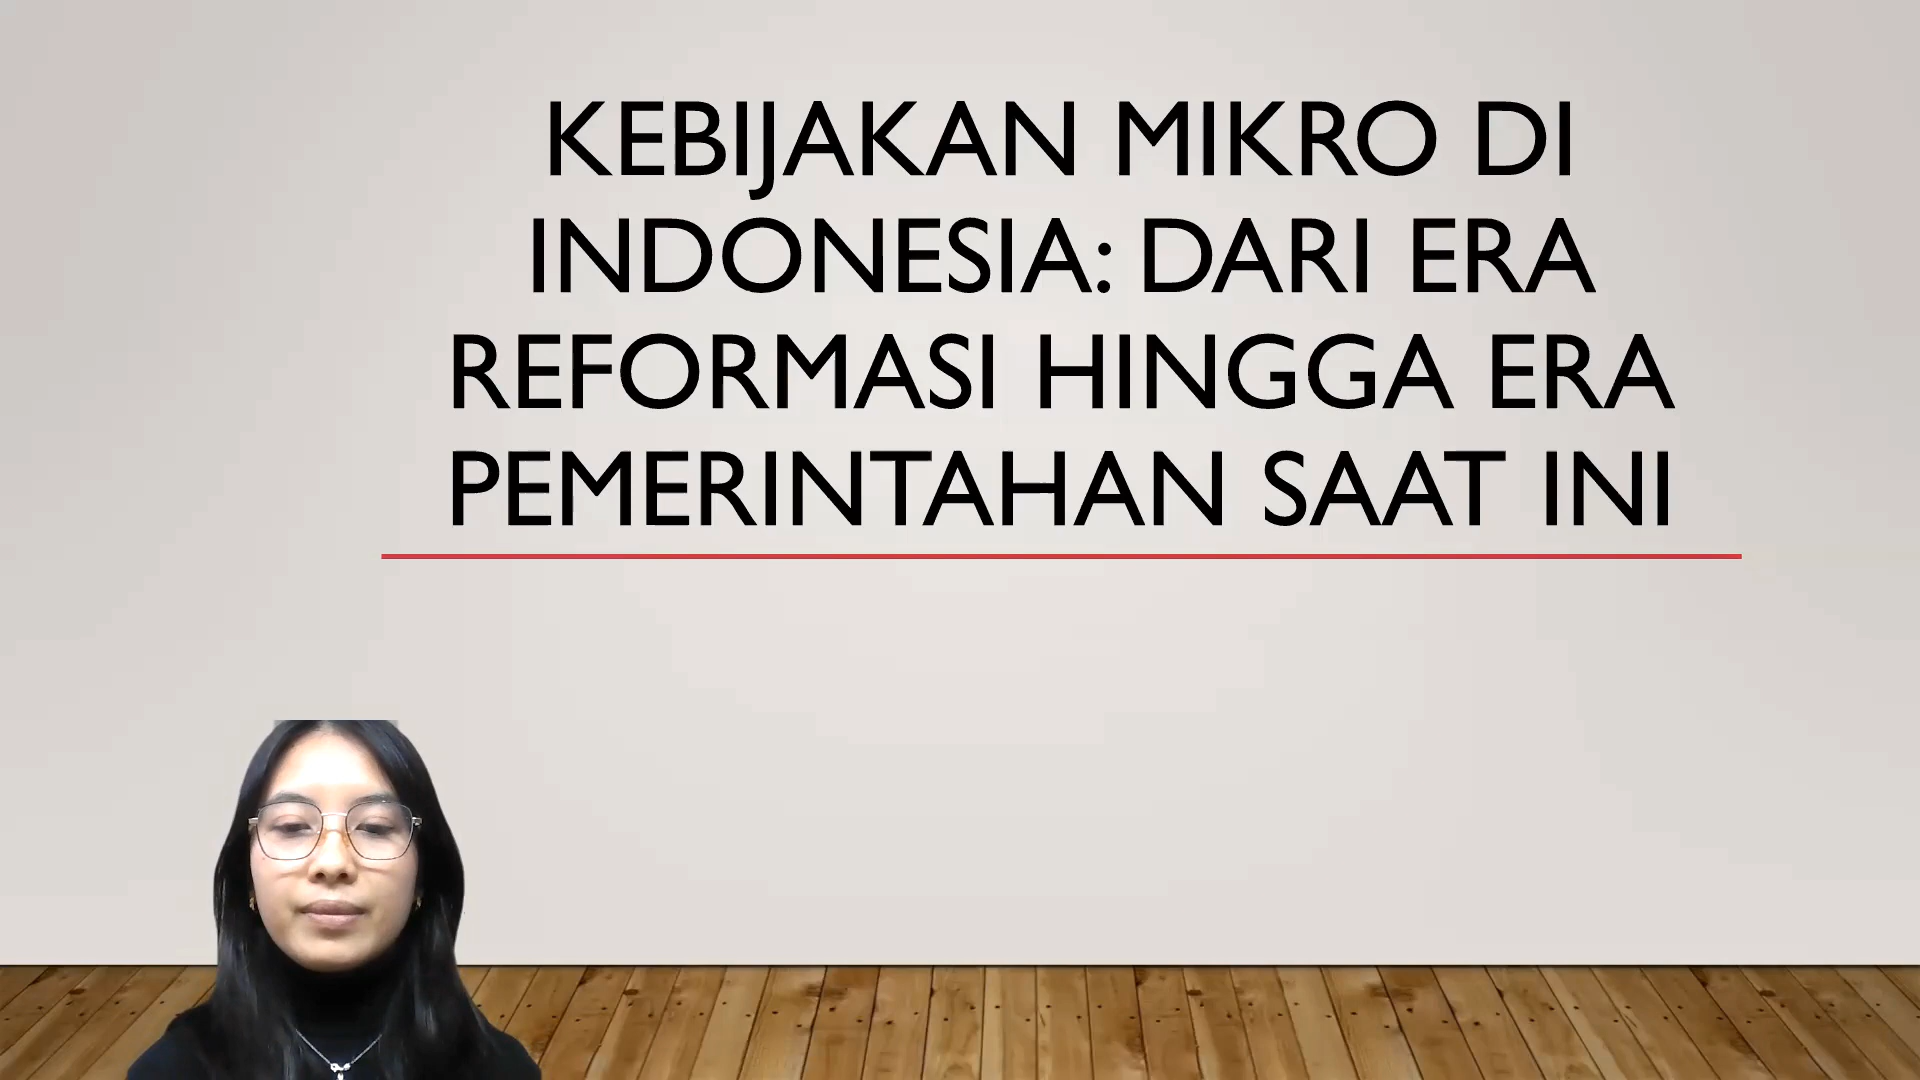 KEBIJAKAN MIKRO DI
INDONESIA: DARI ERA
REFORMASI HINGGA ERA
PEMERINTAHAN SAAT INI